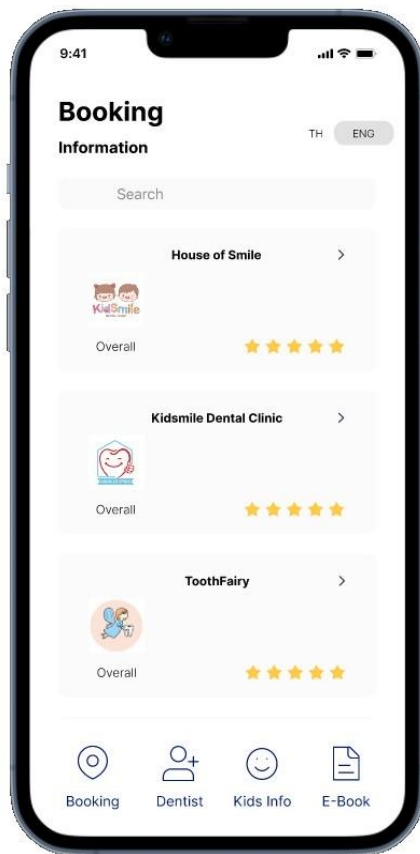 9:41
Booking
Information
TH ENG
Search
House of Smile
KidSmile
Overall
Kidsmile Dental Clinic
Overall
ToothFairy
Overall
Booking Dentist Kids Info E-Book